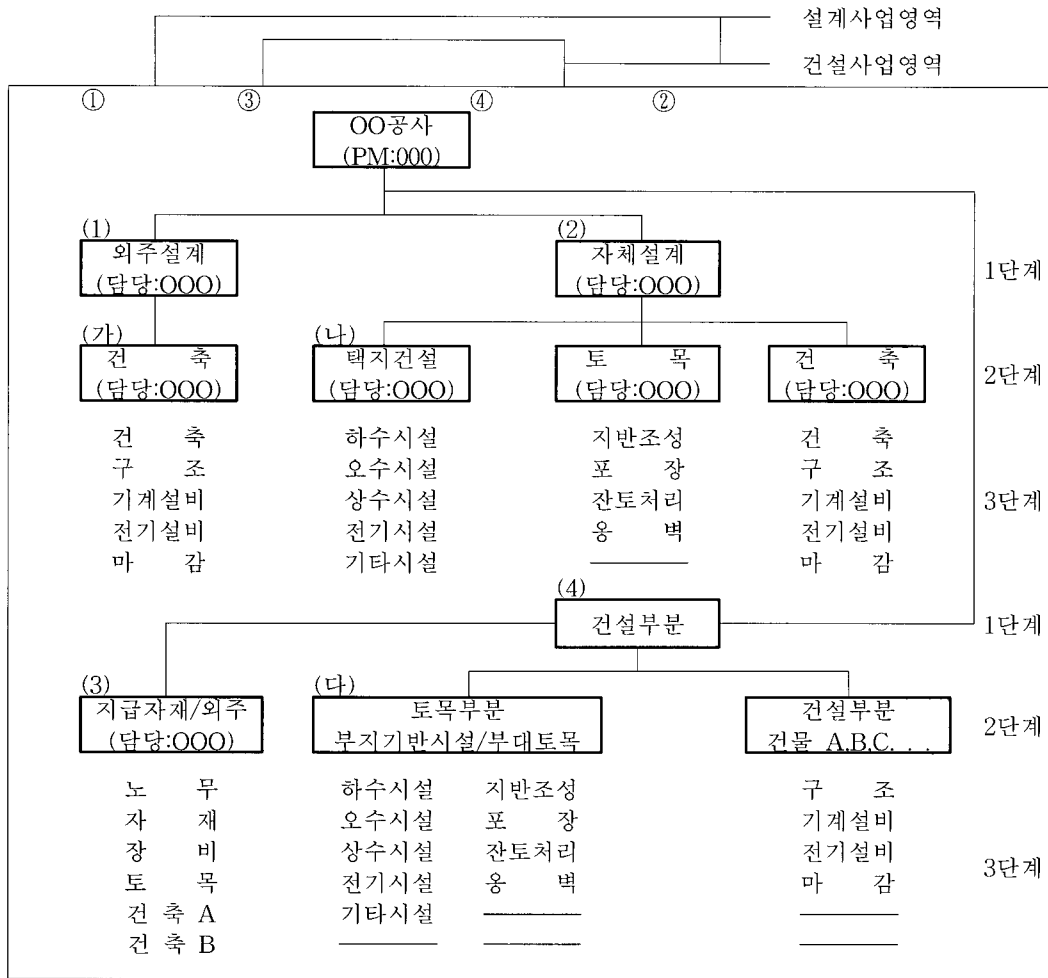 설계사업영역
건설사업영역
① ③ ④ ②
OO공사
(PM:000)
(1) (2)
외주설계 자체설계 1단계
(담당:OOO) (담당:OOO)
(가) (나)
건 축 택지건설 토 목 건 축 2단계
(담당:OOO) (담당:OOO) (담당:OOO) (담당:OOO)
건 축 하수시설 지반조성 건 축
구 조 오수시설 포 장 구 조
기계설비 상수시설 잔토처리 기계설비 3단계
전기설비 전기시설 옹 벽 전기설비
마 감 기타시설 마 감
(4)
건설부분 1단계
(3) (다)
지급자재/외주 토목부분 건설부분 2단계
(담당:OOO) 부지기반시설/부대토목 건물 A,B,C. . .
노 무 하수시설 지반조성 구 조
자 재 오수시설 포 장 기계설비
장 비 상수시설 잔토처리 전기설비
토 목 전기시설 옹 벽 마 감 3단계
건 축 A 기타시설
건 축 B